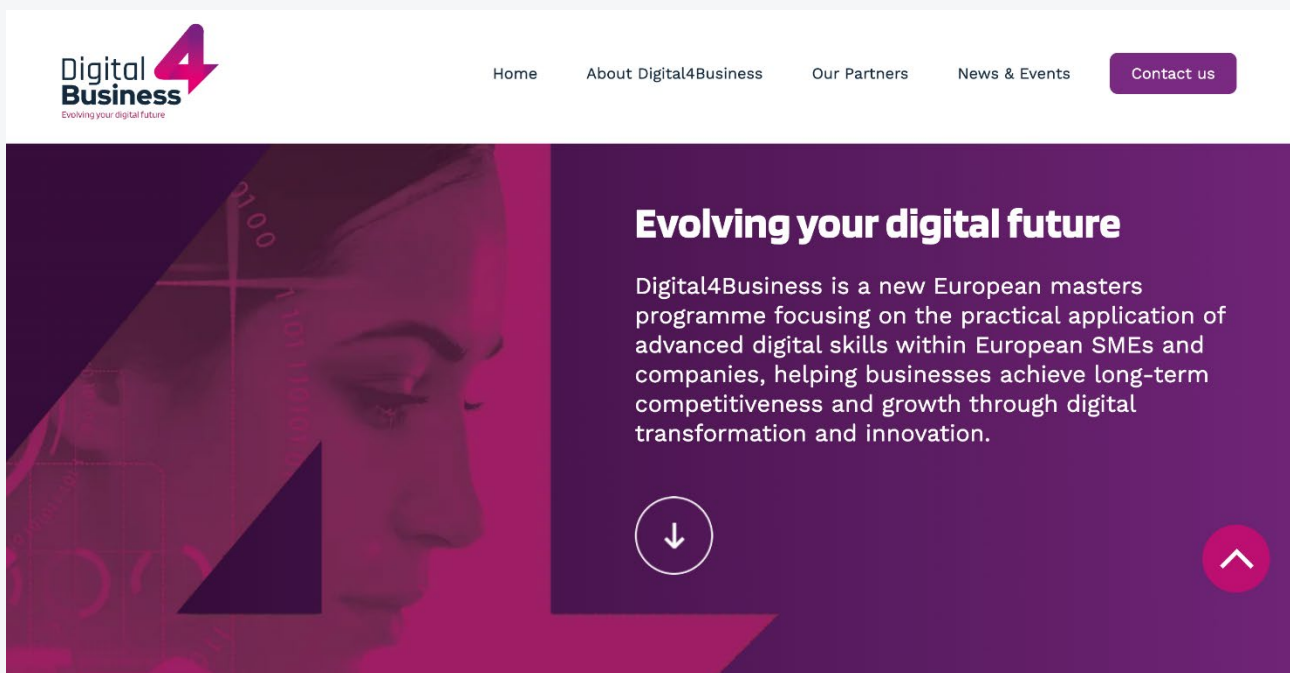 Digital 4
Business
Evolving your digital future
Home About Digital4Business Our Partners News & Events Contact us
Evolving your digital future
Digital4Business is a new European masters
programme focusing on the practical application of
advanced digital skills within European SMEs and
companies, helping businesses achieve long-term
competitiveness and growth through digital
transformation and innovation.